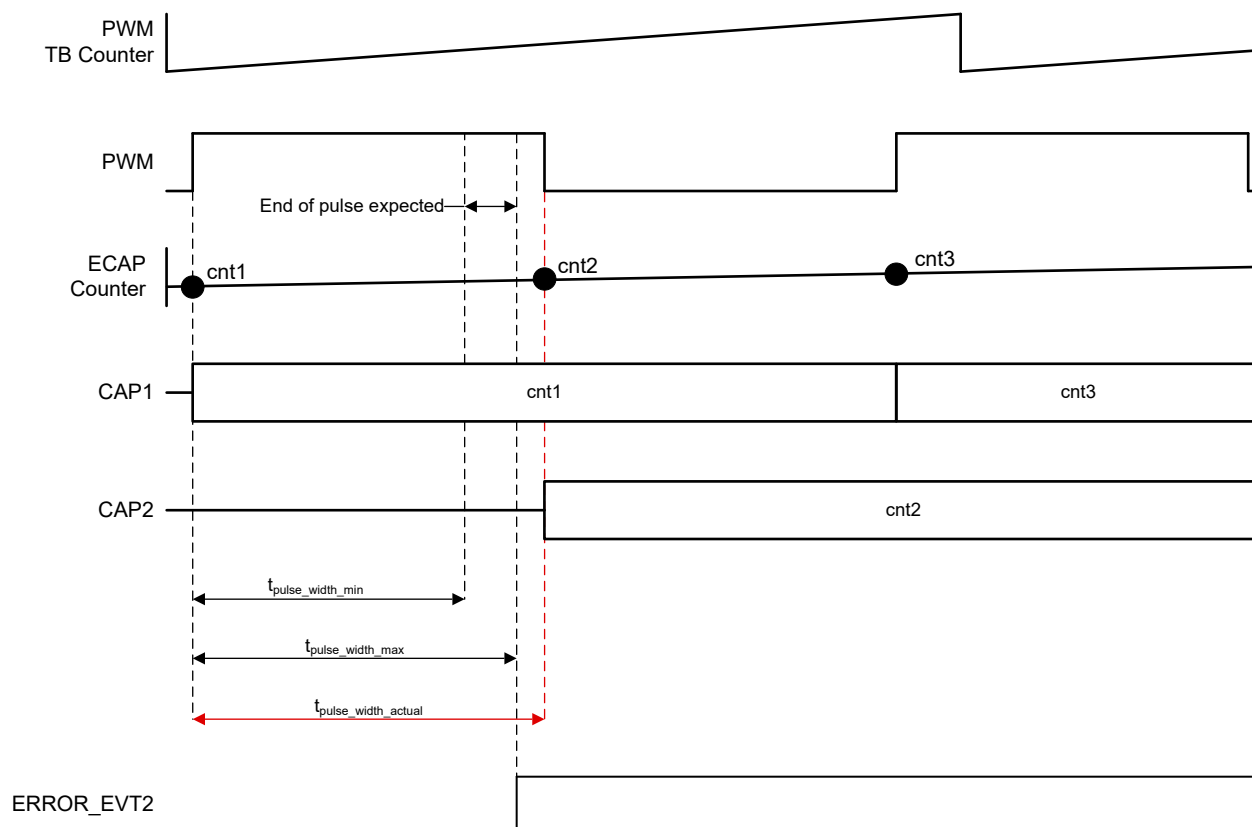 PWM
TB Counter
PWM
End of pulse expected
ECAP
Counter
cnt1
cnt2
cnt3
CAP1
cnt1
cnt3
CAP2
cnt2
tpulse_width_min
tpulse_width_max
tpulse_width_actual
ERROR_EVT2